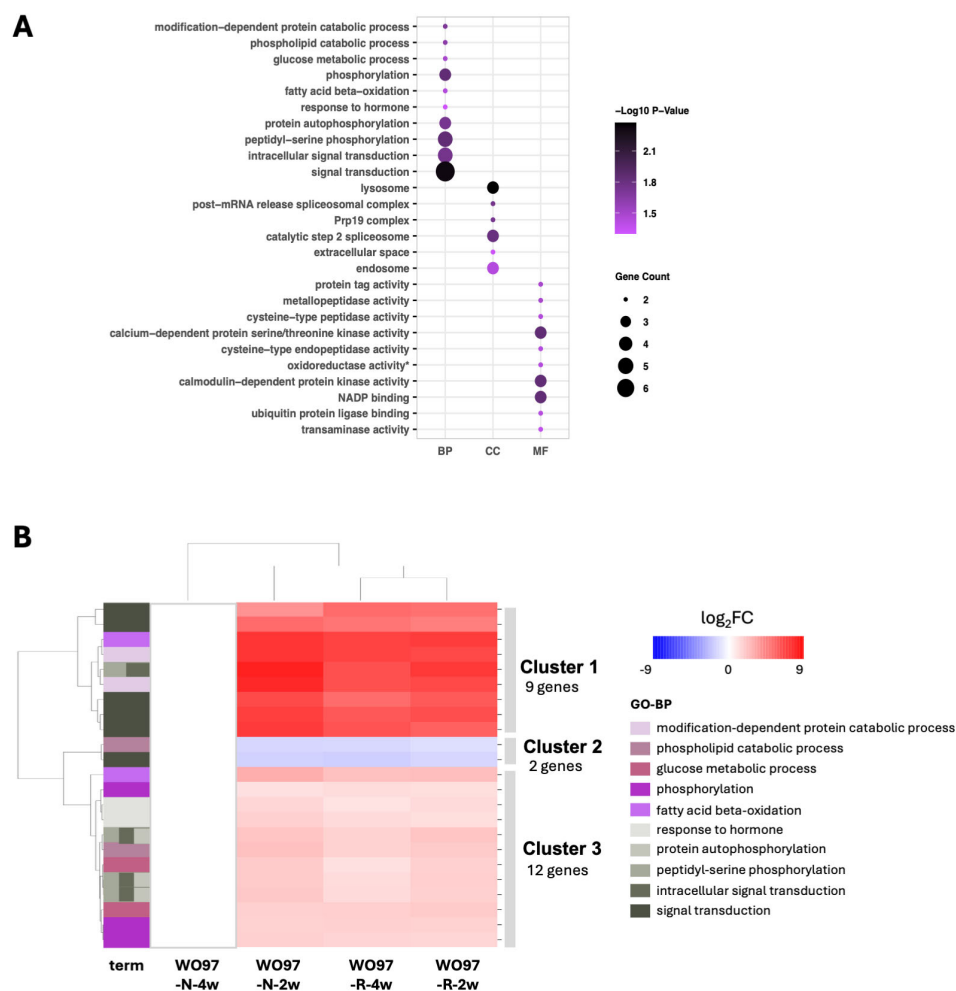 A
modification-dependent protein catabolic process
phospholipid catabolic process
glucose metabolic process
phosphorylation
fatty acid beta-oxidation
response to hormone
protein autophosphorylation
peptidyl-serine phosphorylation
intracellular signal transduction
signal transduction
lysosome
post-mRNA release spliceosomal complex
Prp19 complex
catalytic step 2 spliceosome
extracellular space
endosome
protein tag activity
metallopeptidase activity
cysteine-type peptidase activity
calcium-dependent protein serine/threonine kinase activity
cysteine-type endopeptidase activity
oxidoreductase activity*
calmodulin-dependent protein kinase activity
NADP binding
ubiquitin protein ligase binding
transaminase activity
BP CC MF
-Log10 P-Value
2.1
1.8
1.5
Gene Count
2
3
4
5
6
B
Cluster 1
9 genes
Cluster 2
2 genes
Cluster 3
12 genes
term WO97 WO97 WO97 WO97
-N-4w -N-2w -R-4w -R-2w
log₂FC
-9 0 9
GO-BP
modification-dependent protein catabolic process
phospholipid catabolic process
glucose metabolic process
phosphorylation
fatty acid beta-oxidation
response to hormone
protein autophosphorylation
peptidyl-serine phosphorylation
intracellular signal transduction
signal transduction